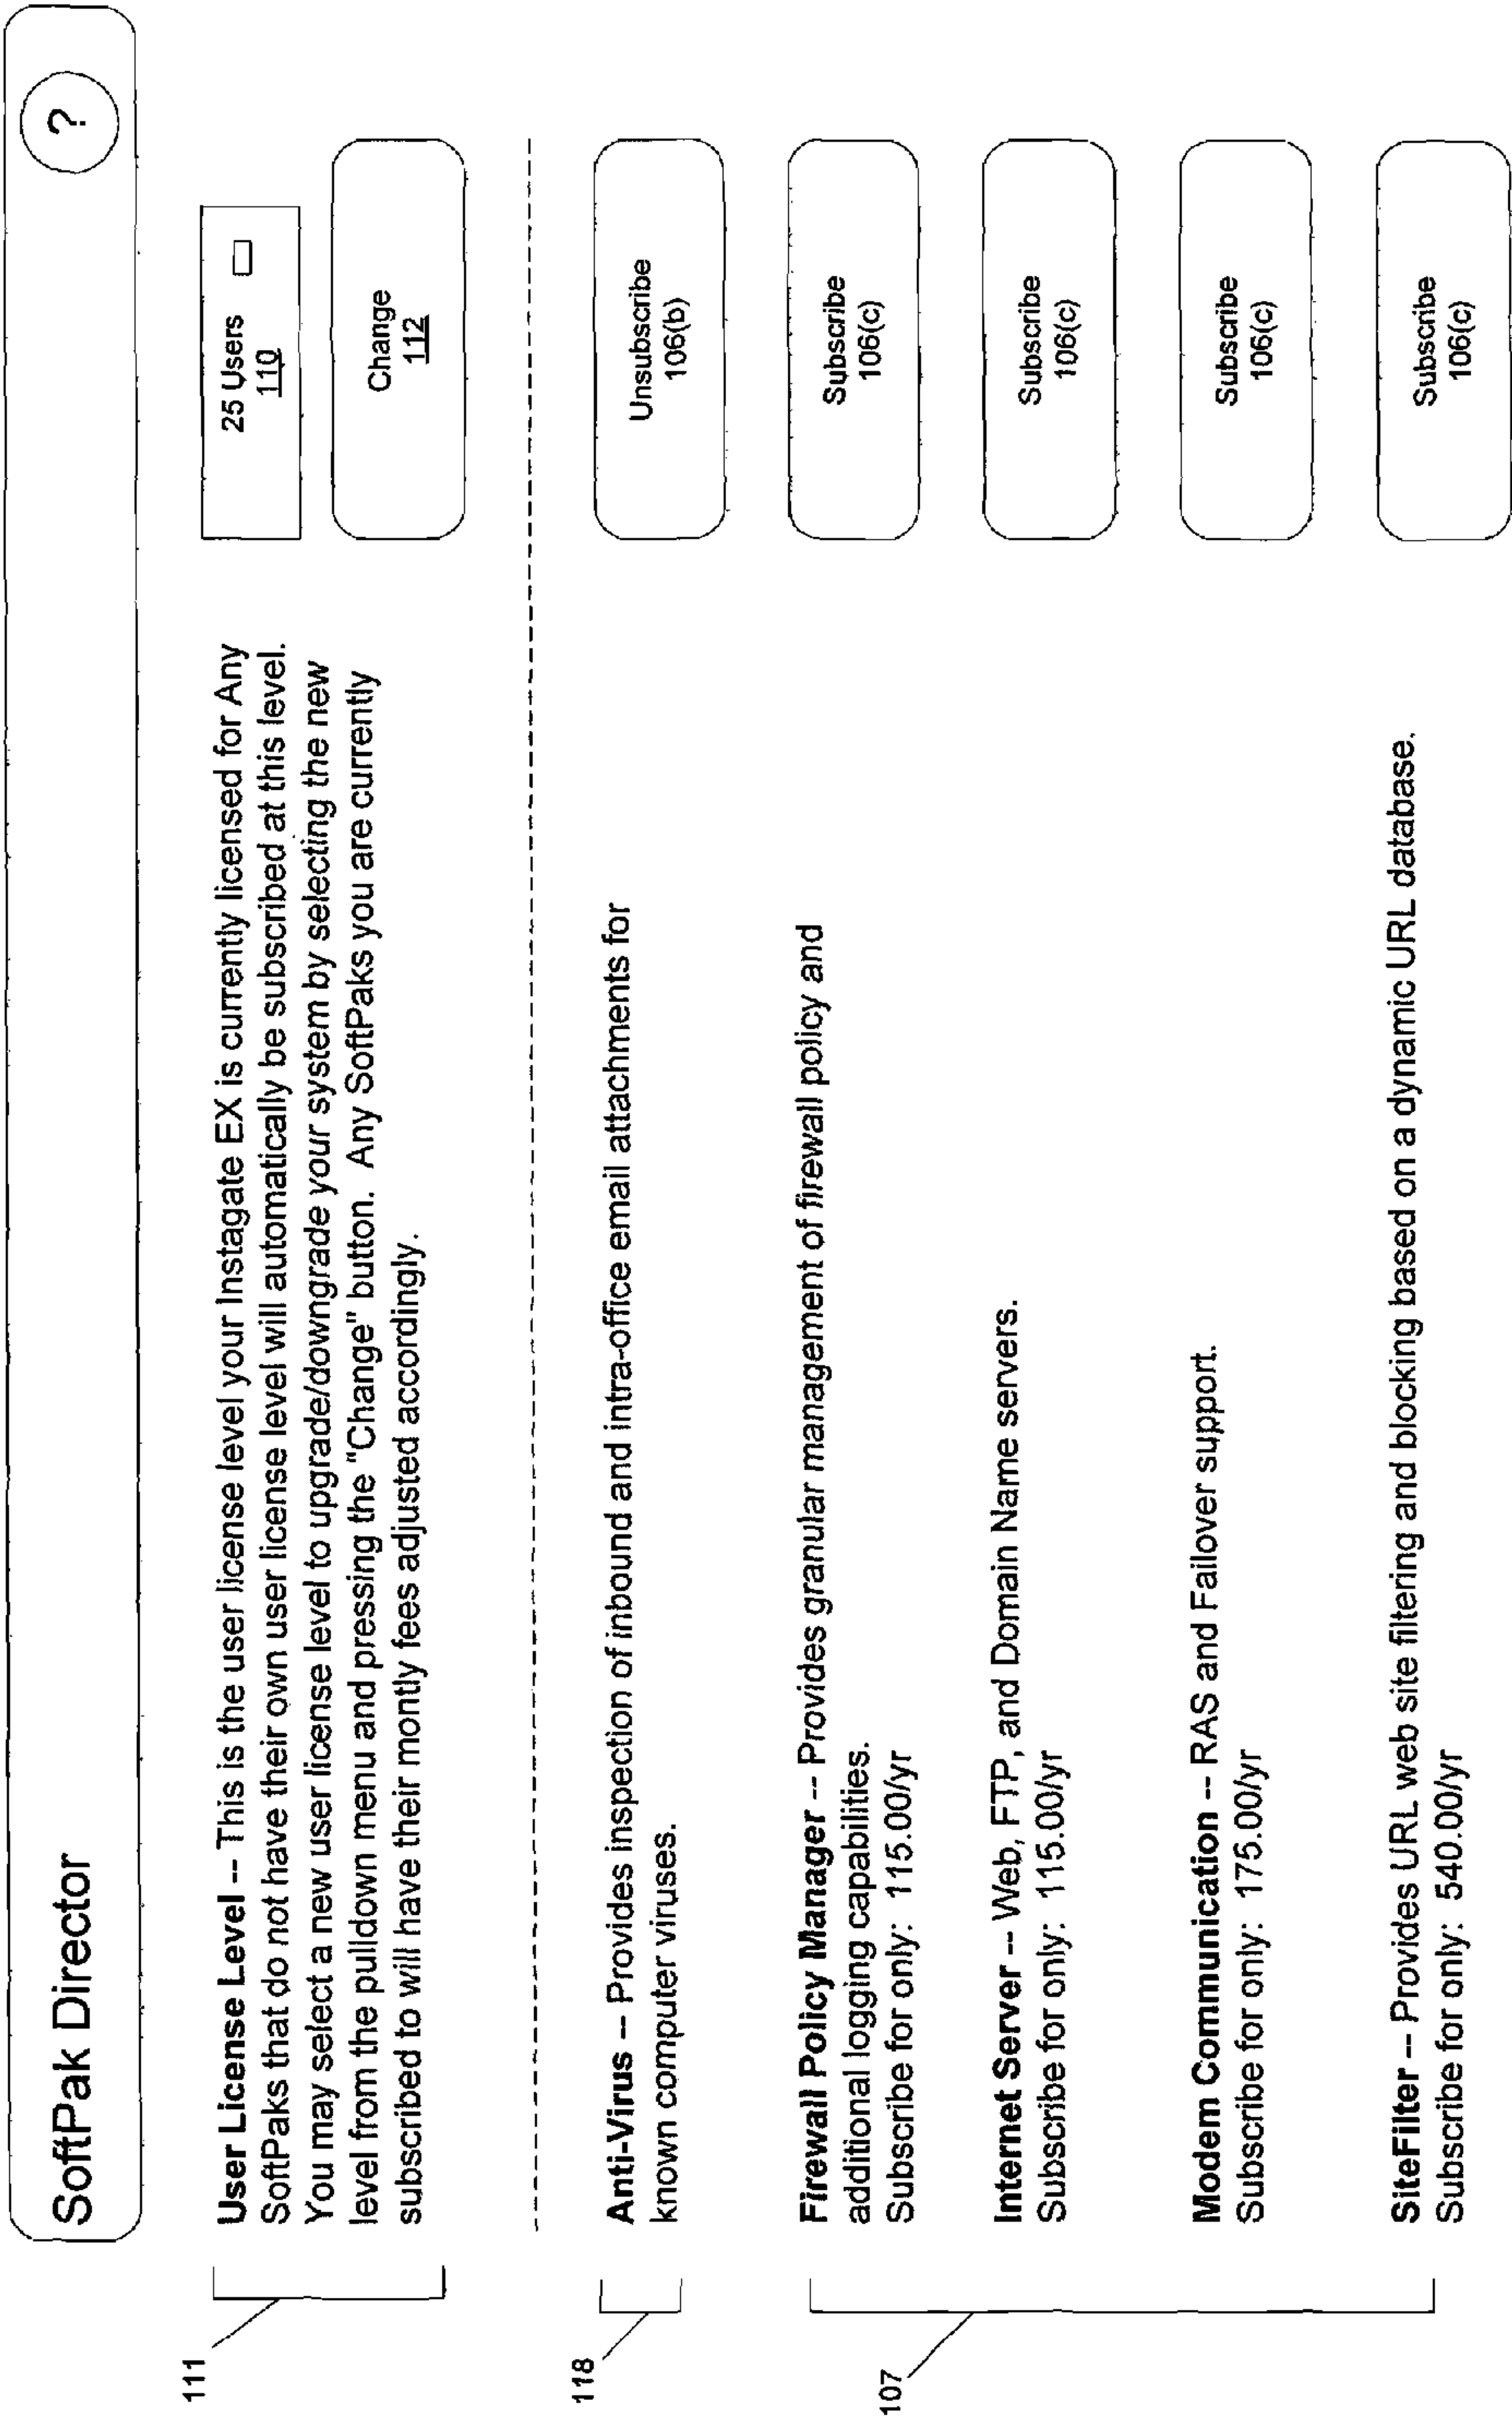 SoftPak Director
?
111
User License Level -- This is the user license level your Instagate EX is currently licensed for Any
SoftPaks that do not have their own user license level will automatically be subscribed at this level.
You may select a new user license level to upgrade/downgrade your system by selecting the new
level from the pulldown menu and pressing the "Change" button. Any SoftPaks you are currently
subscribed to will have their montly fees adjusted accordingly.
25 Users
110
Change
112
118
Anti-Virus -- Provides inspection of inbound and intra-office email attachments for
known computer viruses.
Unsubscribe
106(b)
107
Firewall Policy Manager -- Provides granular management of firewall policy and
additional logging capabilities.
Subscribe for only: 115.00/yr
Subscribe
106(c)
Internet Server -- Web, FTP, and Domain Name servers.
Subscribe for only: 115.00/yr
Subscribe
106(c)
Modem Communication -- RAS and Failover support.
Subscribe for only: 175.00/yr
Subscribe
106(c)
SiteFilter -- Provides URL web site filtering and blocking based on a dynamic URL database.
Subscribe for only: 540.00/yr
Subscribe
106(c)